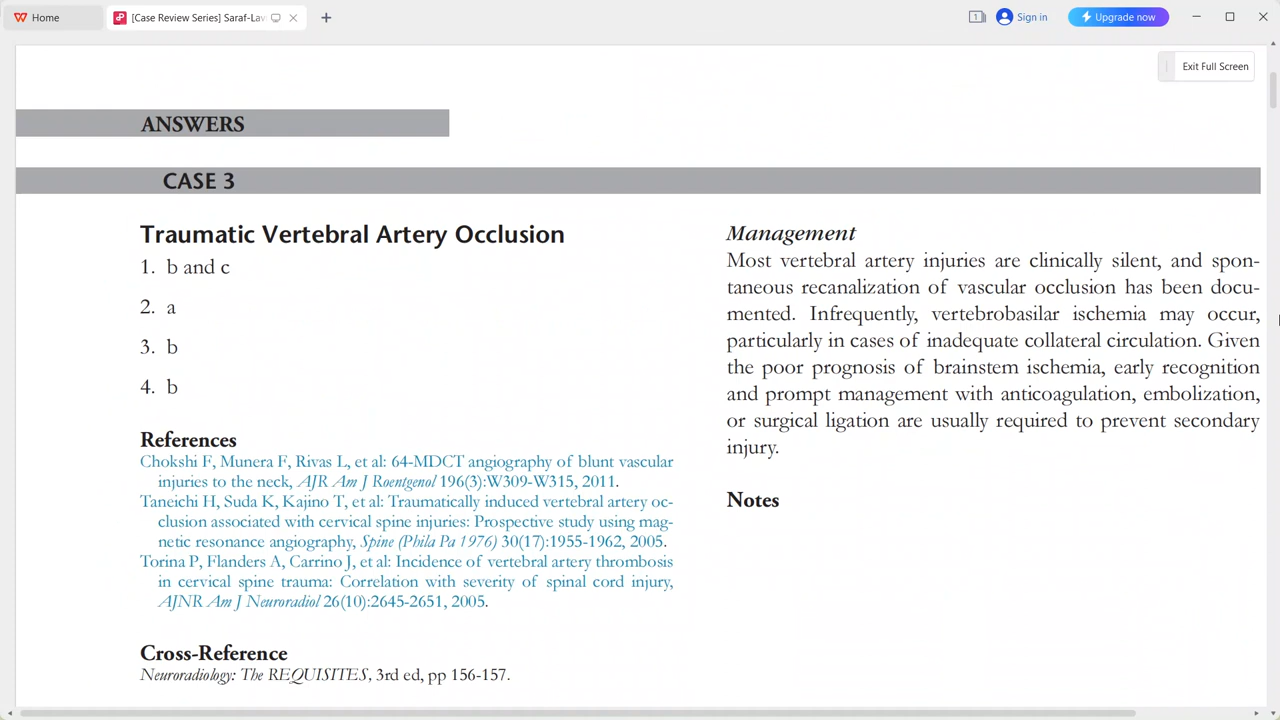 Home
[Case Review Series] Saraf-Lav
1
Sign in
Upgrade now
Exit Full Screen
ANSWERS
CASE 3
Traumatic Vertebral Artery Occlusion
1. b and c
2. a
3. b
4. b
References
Chokshi F, Munera F, Rivas L, et al: 64-MDCT angiography of blunt vascular
injuries to the neck, AJR Am J Roentgenol 196(3):W309-W315, 2011.
Taneichi H, Suda K, Kajino T, et al: Traumatically induced vertebral artery oc-
clusion associated with cervical spine injuries: Prospective study using mag-
netic resonance angiography, Spine (Phila Pa 1976) 30(17):1955-1962, 2005.
Torina P, Flanders A, Carrino J, et al: Incidence of vertebral artery thrombosis
in cervical spine trauma: Correlation with severity of spinal cord injury,
AJNR Am J Neuroradiol 26(10):2645-2651, 2005.
Cross-Reference
Neuroradiology: The REQUISITES, 3rd ed, pp 156-157.
Management
Most vertebral artery injuries are clinically silent, and spon-
taneous recanalization of vascular occlusion has been docu-
mented. Infrequently, vertebrobasilar ischemia may occur,
particularly in cases of inadequate collateral circulation. Given
the poor prognosis of brainstem ischemia, early recognition
and prompt management with anticoagulation, embolization,
or surgical ligation are usually required to prevent secondary
injury.
Notes